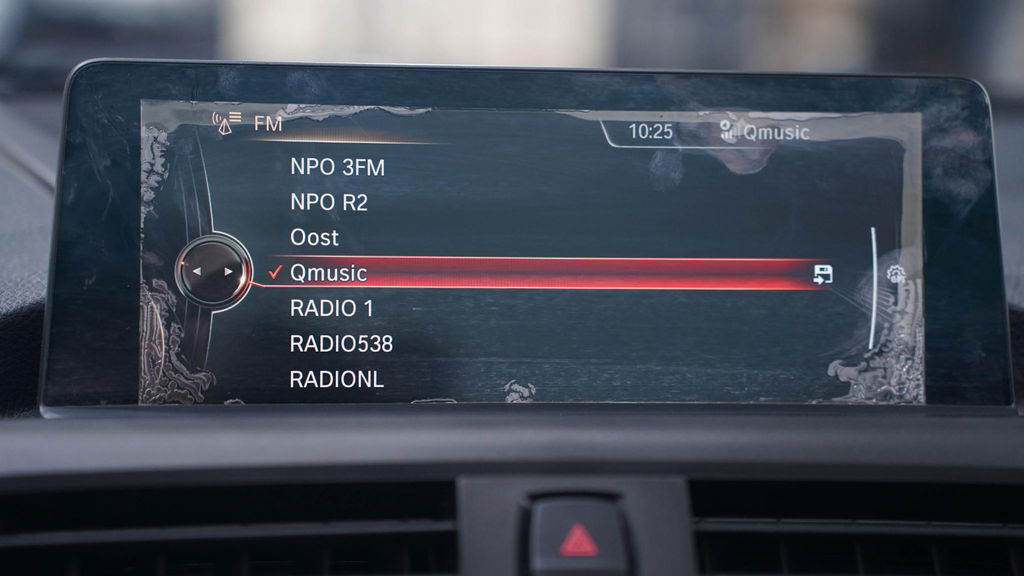 FM
10:25 Qmusic
NPO 3FM
NPO R2
Oost
Qmusic
RADIO 1
RADIO538
RADIONL